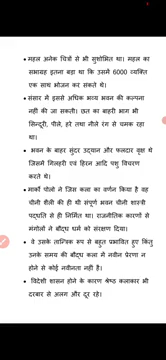 महल अनेक चित्रों से भी सुशोभित था। महल का
सभाग्रह इतना बड़ा था कि उसमें 6000 व्यक्ति
एक साथ भोजन कर सकते थे।
संसार में इससे अधिक भव्य भवन की कल्पना
नहीं की जा सकती। छत का बाहरी भाग भी
सिन्दूरी, पीले, हरे तथा नीले रंग से चमक रहा
था।
भवन के बाहर सुंदर उद्यान और फलदार वृक्ष थे
जिसमें गिलहरी एवं हिरन आदि पशु विचरण
करते थे।
मार्को पोलो ने जिस कला का वर्णन किया है वह
चीनी शैली की ही थी संपूर्ण भवन चीनी शास्त्री
पद्धति से ही निर्मित था। राजनीतिक कारणों से
मंगोलों ने बौद्ध धर्म को संरक्षण दिया।
वे उसके तान्त्रिक रूप से बहुत प्रभावित हुए किंतु
उनके समय की बौद्ध कला में नवीन प्रेरणा न
होने से कोई नवीनता नहीं है।
विदेशी शासन होने के कारण श्रेष्ठ कलाकार भी
दरबार से अलग और दूर रहे।